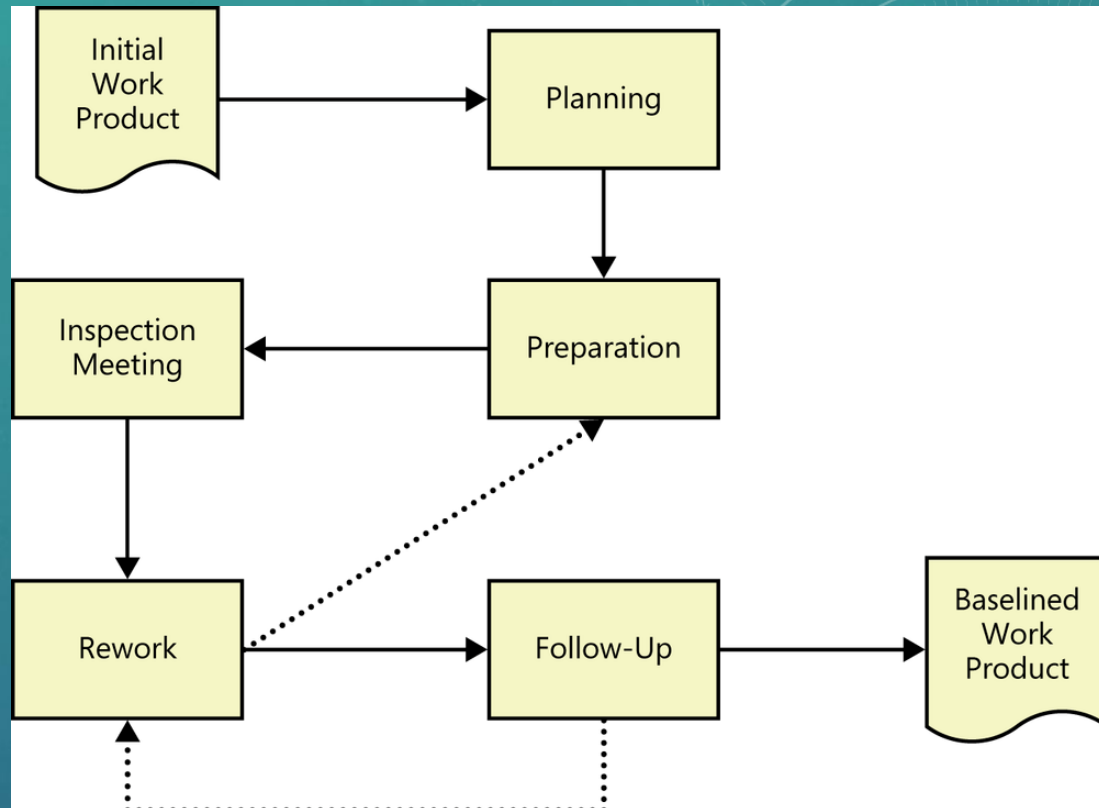 Initial
Work
Product
Planning
Inspection
Meeting
Preparation
Rework
Follow-Up
Baselined
Work
Product